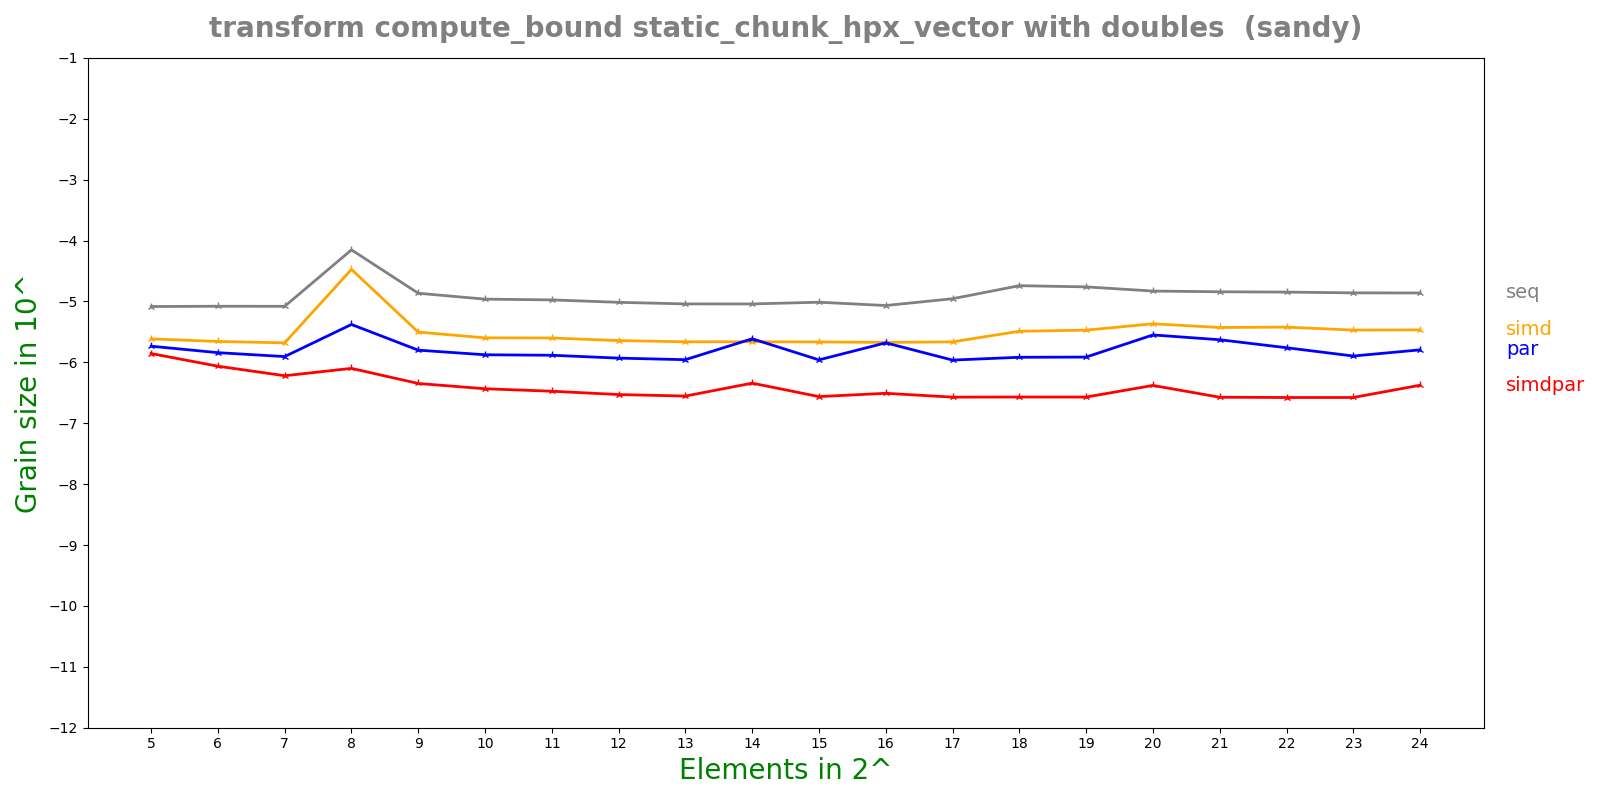 transform compute_bound static_chunk_hpx_vector with doubles  (sandy)
−1
−2
−3
−4
−5
−6
−7
−8
−9
−10
−11
−12
Grain size in 10^
seq
simd
par
simdpar
5 6 7 8 9 10 11 12 13 14 15 16 17 18 19 20 21 22 23 24
Elements in 2^